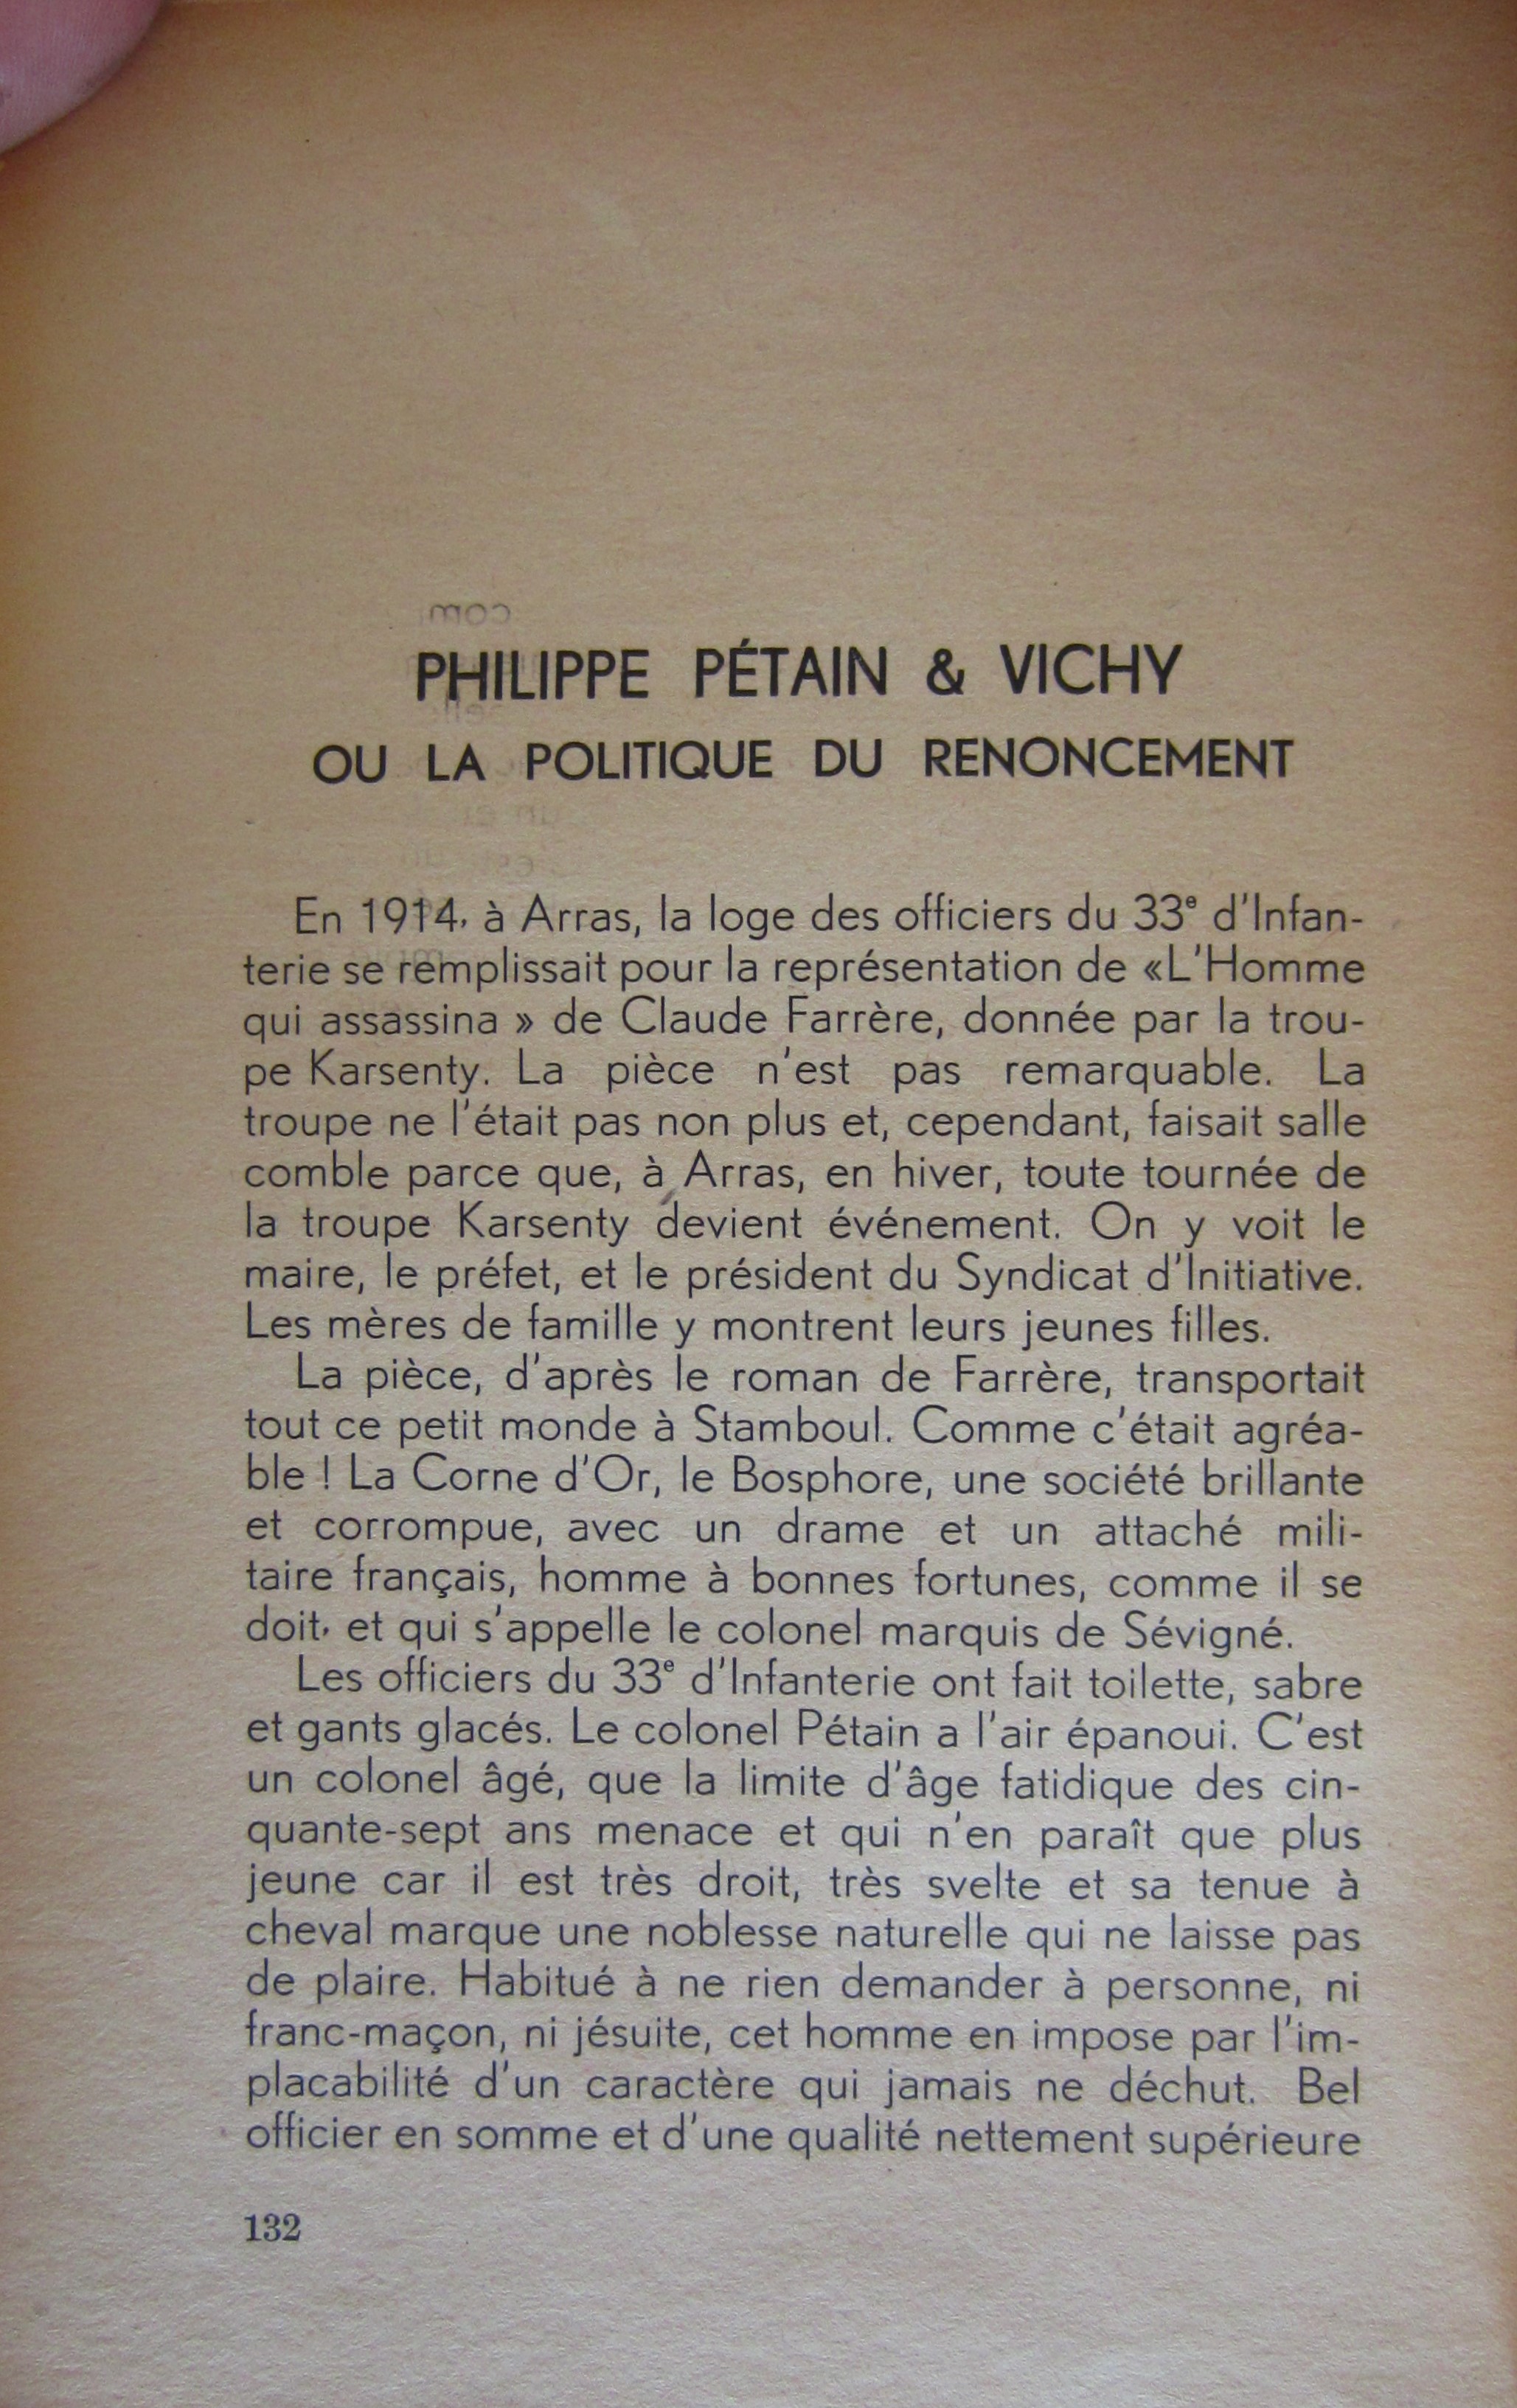 PHILIPPE PÉTAIN & VICHY
OU LA POLITIQUE DU RENONCEMENT
En 1914, à Arras, la loge des officiers du 33e d'Infan-
terie se remplissait pour la représentation de «L'Homme
qui assassina » de Claude Farrère, donnée par la trou-
pe Karsenty. La pièce n'est pas remarquable. La
troupe ne l'était pas non plus et, cependant, faisait salle
comble parce que, à Arras, en hiver, toute tournée de
la troupe Karsenty devient événement. On y voit le
maire, le préfet, et le président du Syndicat d'Initiative.
Les mères de famille y montrent leurs jeunes filles.
La pièce, d'après le roman de Farrère, transportait
tout ce petit monde à Stamboul. Comme c'était agréa-
ble ! La Corne d'Or, le Bosphore, une société brillante
et corrompue, avec un drame et un attaché mili-
taire français, homme à bonnes fortunes, comme il se
doit, et qui s'appelle le colonel marquis de Sévigné.
Les officiers du 33e d'Infanterie ont fait toilette, sabre
et gants glacés. Le colonel Pétain a l'air épanoui. C'est
un colonel âgé, que la limite d'âge fatidique des cin-
quante-sept ans menace et qui n'en paraît que plus
jeune car il est très droit, très svelte et sa tenue à
cheval marque une noblesse naturelle qui ne laisse pas
de plaire. Habitué à ne rien demander à personne, ni
franc-maçon, ni jésuite, cet homme en impose par l'im-
placabilité d'un caractère qui jamais ne déchut. Bel
officier en somme et d'une qualité nettement supérieure
132